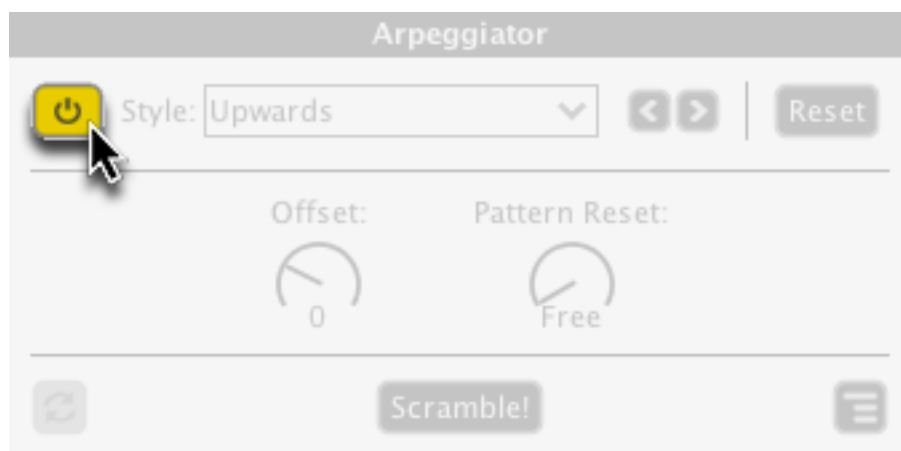 Arpeggiator
Style: Upwards Reset
Offset: Pattern Reset:
0 Free
Scramble!